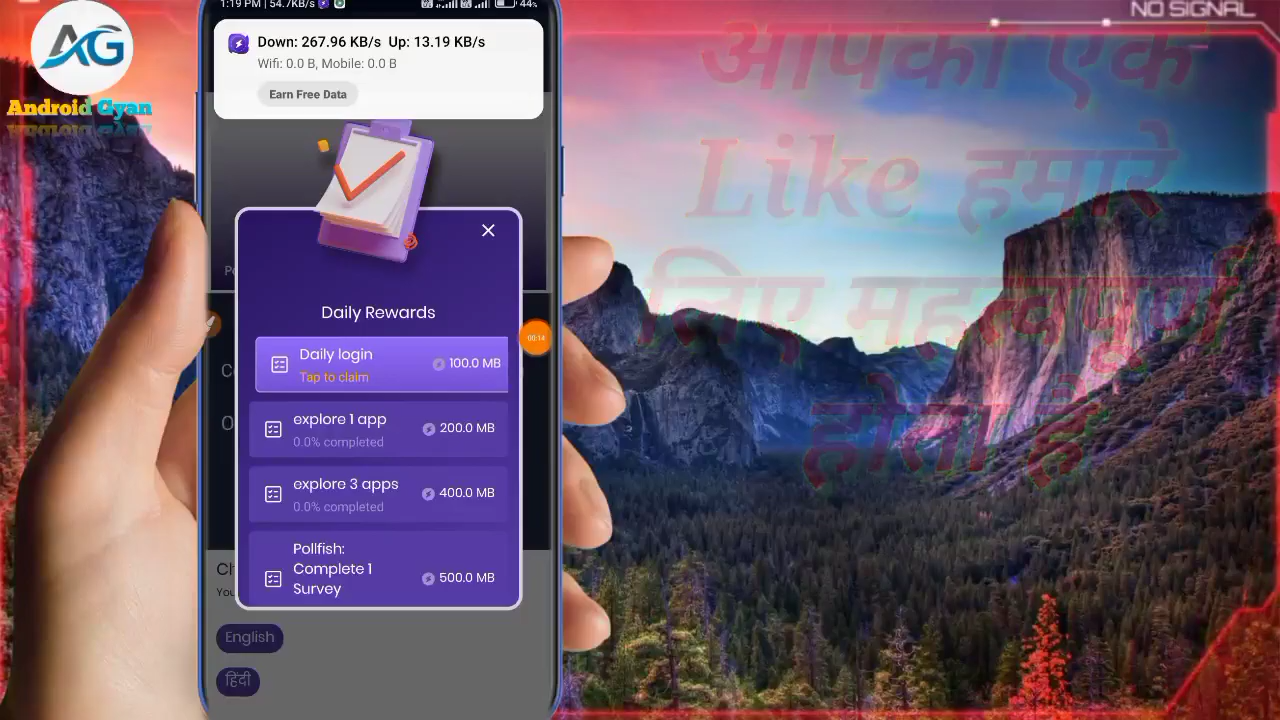 1:19 PM | 54.7KB/s
44%
NO SIGNAL
AG
Android Gyan
Down: 267.96 KB/s Up: 13.19 KB/s
Wifi: 0.0 B, Mobile: 0.0 B
Earn Free Data
आपका एक
Like हमारे
लिए महत्वपूर्ण
होता है
Daily Rewards
Daily login
Tap to claim
100.0 MB
00:14
explore 1 app
0.0% completed
200.0 MB
explore 3 apps
0.0% completed
400.0 MB
Pollfish:
Complete 1
Survey
500.0 MB
English
हिंदी